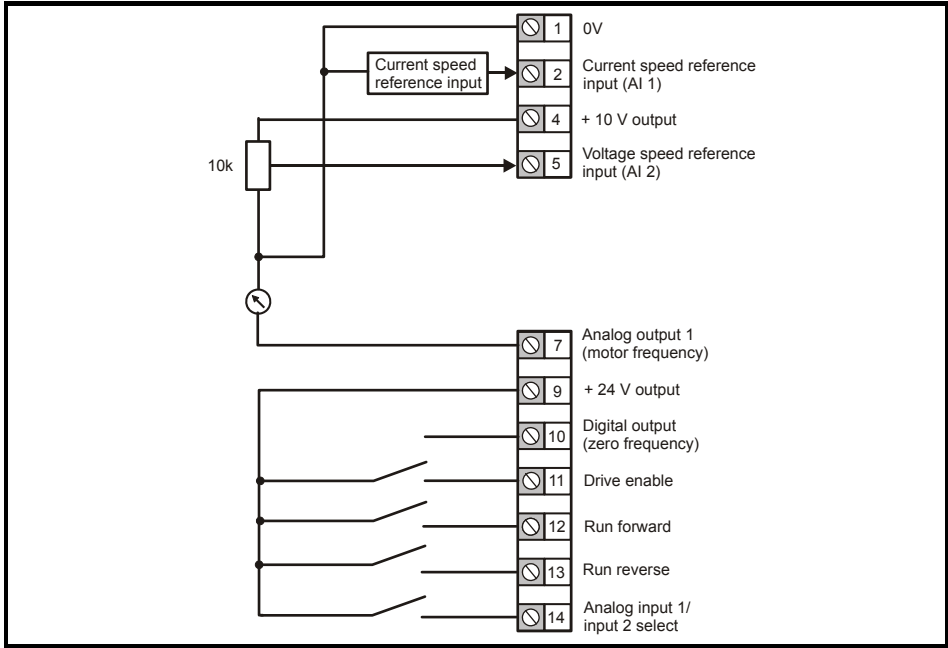 1 0V
Current speed
reference input
2 Current speed reference
input (AI 1)
4 + 10 V output
10k
5 Voltage speed reference
input (AI 2)
7 Analog output 1
(motor frequency)
9 + 24 V output
10 Digital output
(zero frequency)
11 Drive enable
12 Run forward
13 Run reverse
14 Analog input 1/
input 2 select